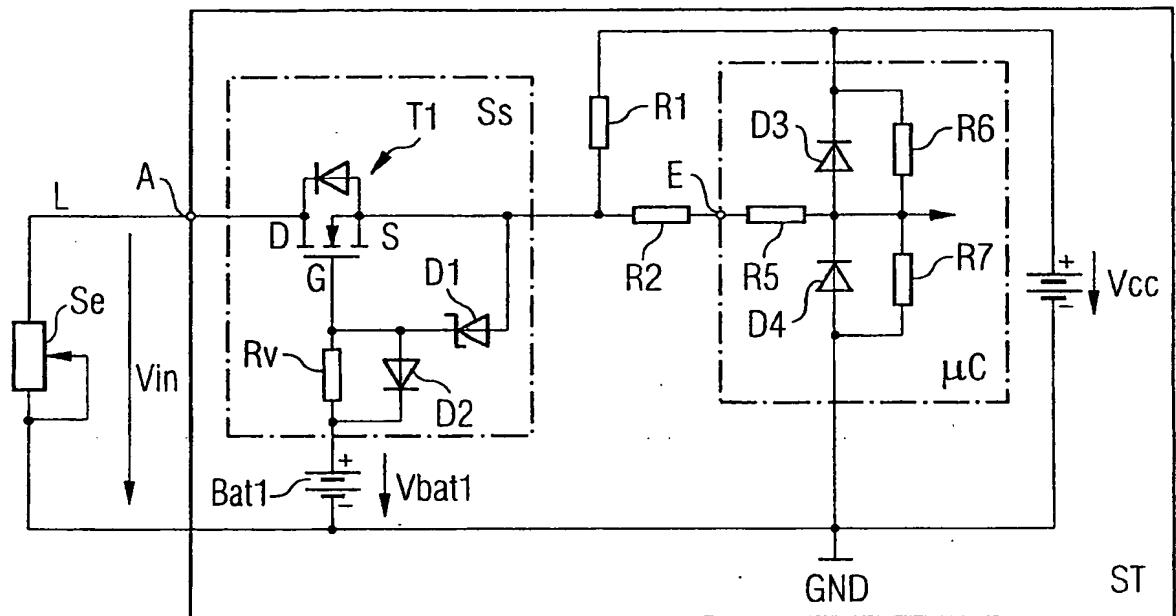 Ss
T1
R1
D3
R6
L
A
E
D
S
G
D1
R2
R5
D4
R7
+
Vcc
-
Se
Vin
Rv
D2
µC
Bat1
+
-
Vbat1
GND
ST